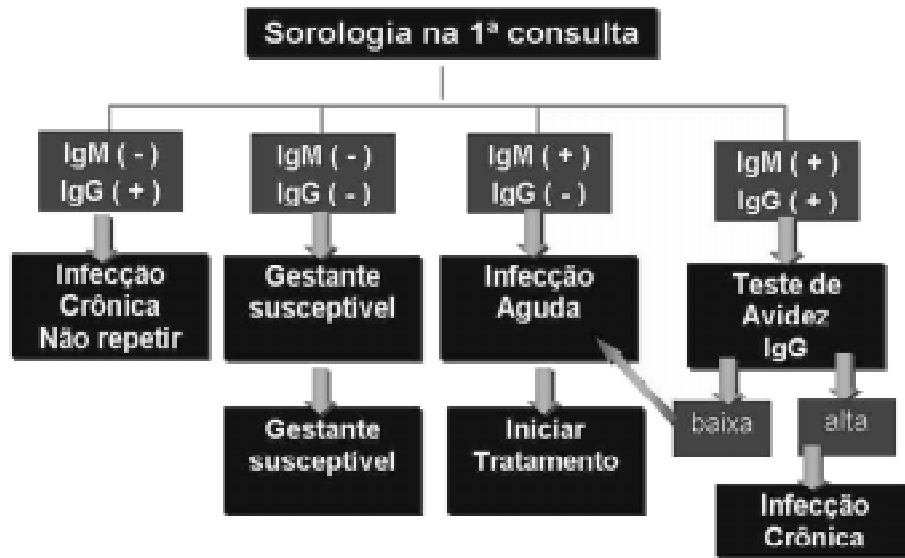 Sorologia na 1ª consulta
IgM ( - )
IgG ( + )
IgM ( - )
IgG ( - )
IgM ( + )
IgG ( - )
IgM ( + )
IgG ( + )
Infecção
Crônica
Não repetir
Gestante
susceptível
Infecção
Aguda
Teste de
Avidez
IgG
baixa
alta
Gestante
susceptível
Iniciar
Tratamento
Infecção
Crônica